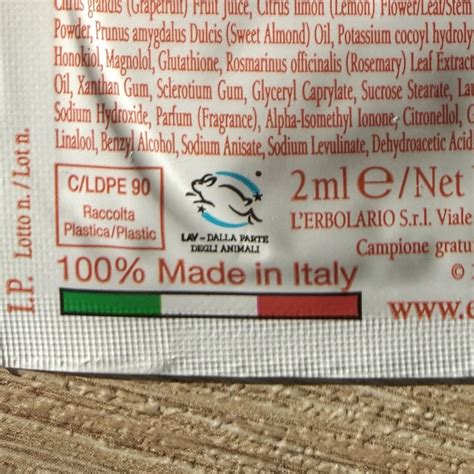 Citrus grandis (Grapefruit) Fruit Juice, Citrus limon (Lemon) Flower/Leaf/Stem
Powder, Prunus amygdalus Dulcis (Sweet Almond) Oil, Potassium cocoyl hydroly
Honokiol, Magnolol, Glutathione, Rosmarinus officinalis (Rosemary) Leaf Extract
Oil, Xanthan Gum, Sclerotium Gum, Glyceryl Caprylate, Sucrose Stearate, La
Sodium Hydroxide, Parfum (Fragrance), Alpha-Isomethyl Ionone, Citronellol, G
Linalool, Benzyl Alcohol, Sodium Anisate, Sodium Levulinate, Dehydroacetic Acid
I.P. Lotto n. / Lot n.
C/LDPE 90
Raccolta
Plastica/Plastic
LAV - DALLA PARTE
DEGLI ANIMALI
2 ml e / Net
L'ERBOLARIO S.r.l. Viale
Campione gratu
©
100% Made in Italy
www.e